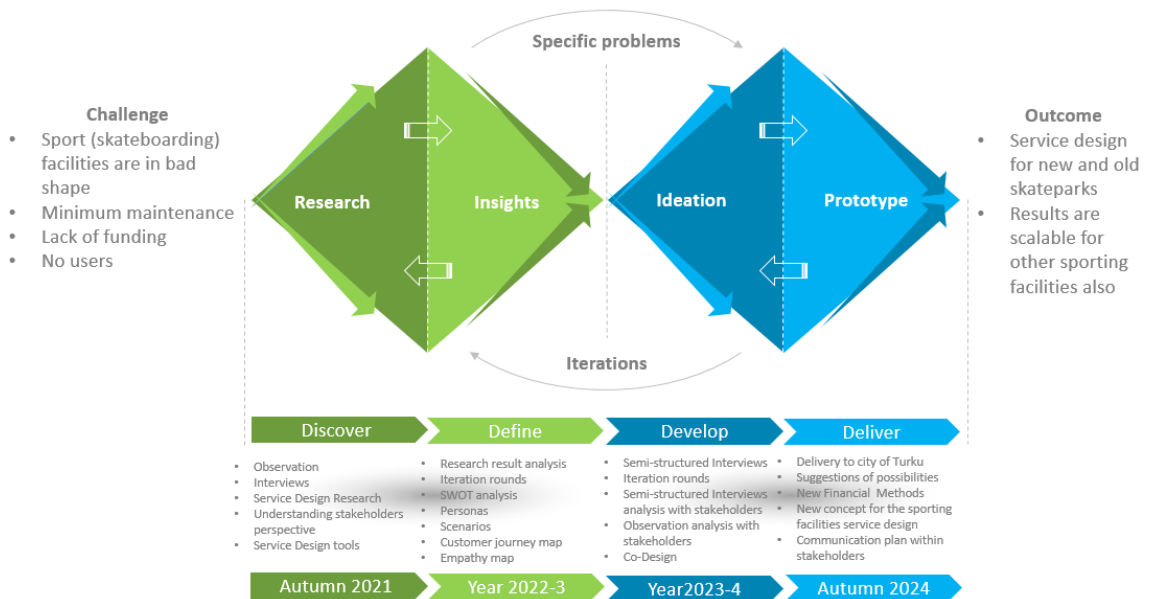 Specific problems
Challenge
• Sport (skateboarding)
facilities are in bad
shape
• Minimum maintenance
• Lack of funding
• No users
Research
Insights
Ideation
Prototype
Outcome
• Service design
for new and old
skateparks
• Results are
scalable for
other sporting
facilities also
Iterations
Discover
• Observation
• Interviews
• Service Design Research
• Understanding stakeholders
perspective
• Service Design tools
Autumn 2021
Define
• Research result analysis
• Iteration rounds
• SWOT analysis
• Personas
• Scenarios
• Customer journey map
• Empathy map
Year 2022-3
Develop
• Semi-structured Interviews
• Iteration rounds
• Semi-structured Interviews
analysis with stakeholders
• Observation analysis with
stakeholders
• Co-Design
Year2023-4
Deliver
• Delivery to city of Turku
• Suggestions of possibilities
• New Financial  Methods
• New concept for the sporting
facilities service design
• Communication plan within
stakeholders
Autumn 2024